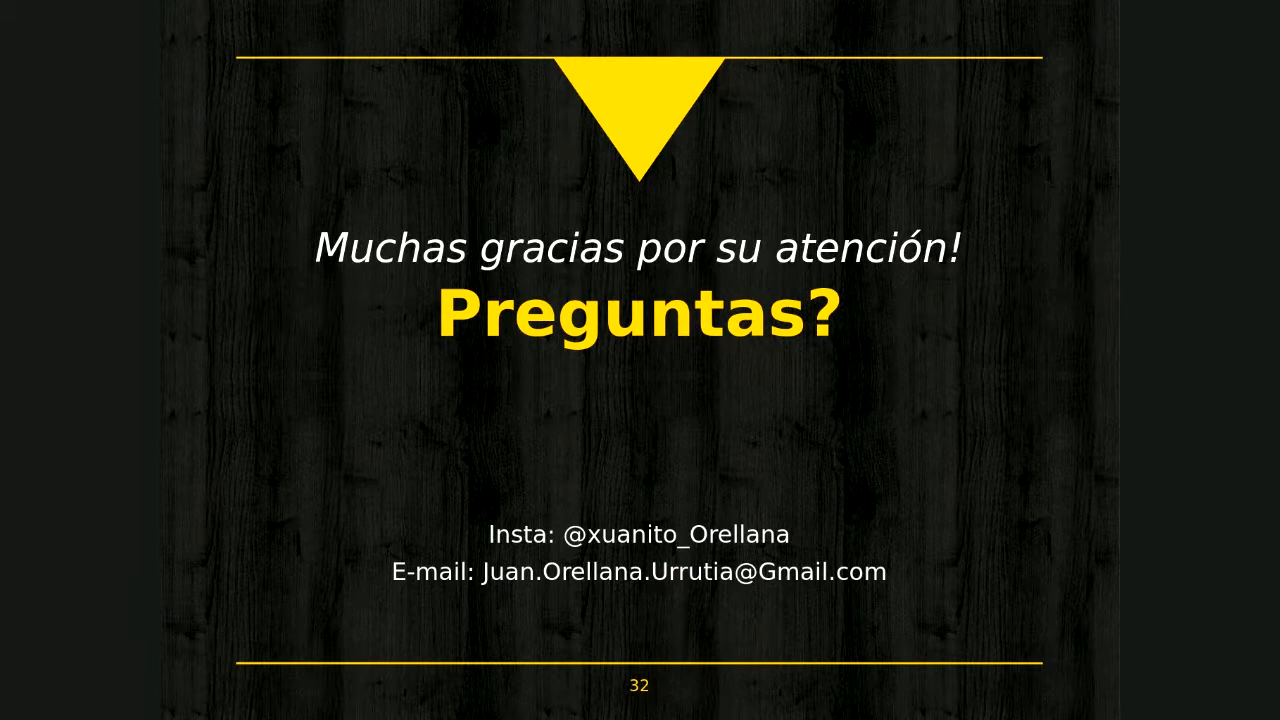 Muchas gracias por su atención!
Preguntas?
Insta: @xuanito_Orellana
E-mail: Juan.Orellana.Urrutia@Gmail.com
32